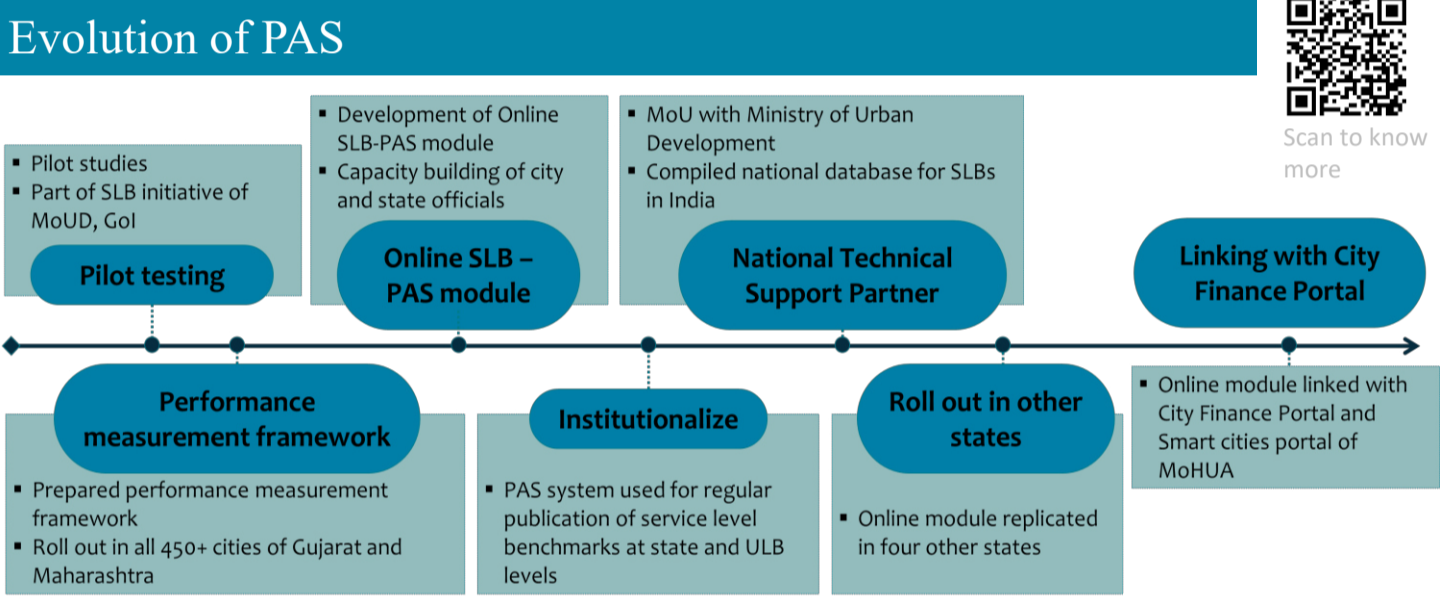 Evolution of PAS
Scan to know
more
▪ Pilot studies
▪ Part of SLB initiative of
MoUD, GoI
Pilot testing
Performance
measurement framework
▪ Prepared performance measurement
framework
▪ Roll out in all 450+ cities of Gujarat and
Maharashtra
▪ Development of Online
SLB-PAS module
▪ Capacity building of city
and state officials
Online SLB –
PAS module
Institutionalize
▪ PAS system used for regular
publication of service level
benchmarks at state and ULB
levels
▪ MoU with Ministry of Urban
Development
▪ Compiled national database for SLBs
in India
National Technical
Support Partner
Roll out in other
states
▪ Online module replicated
in four other states
Linking with City
Finance Portal
▪ Online module linked with
City Finance Portal and
Smart cities portal of
MoHUA